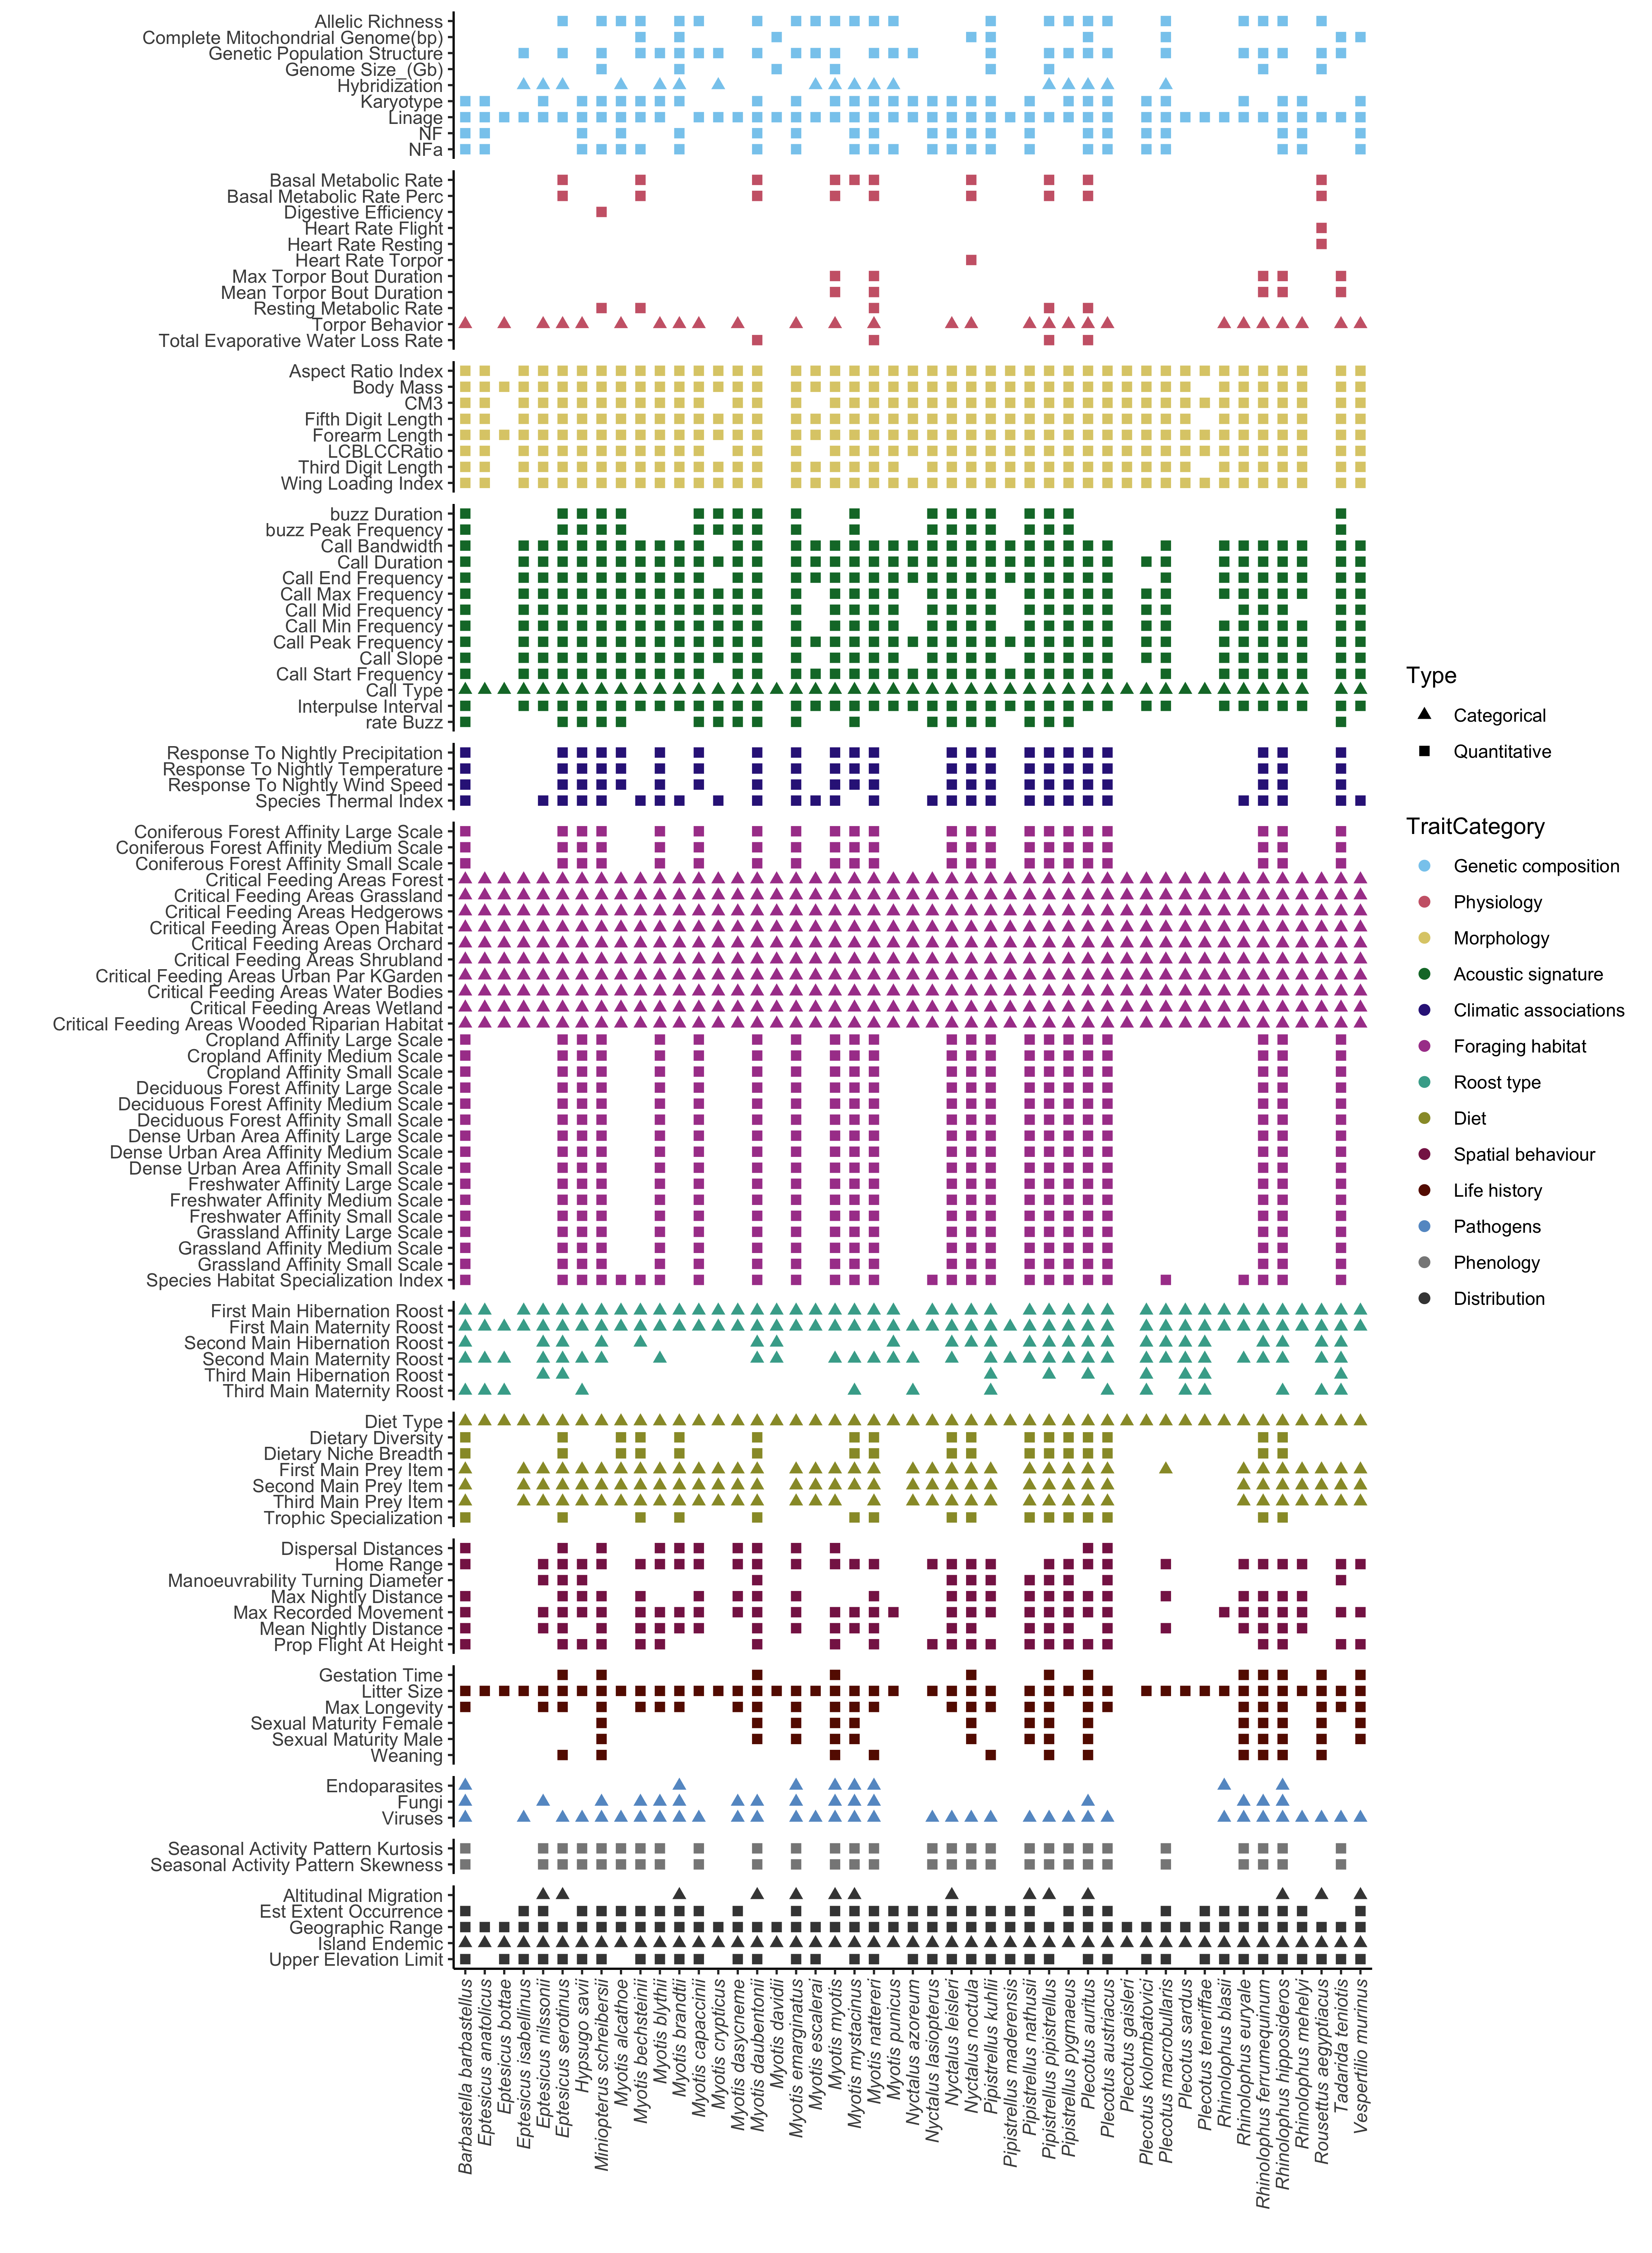 Allelic Richness
Complete Mitochondrial Genome(bp)
Genetic Population Structure
Genome Size_(Gb)
Hybridization
Karyotype
Linage
NF
NFa
Basal Metabolic Rate
Basal Metabolic Rate Perc
Digestive Efficiency
Heart Rate Flight
Heart Rate Resting
Heart Rate Torpor
Max Torpor Bout Duration
Mean Torpor Bout Duration
Resting Metabolic Rate
Torpor Behavior
Total Evaporative Water Loss Rate
Aspect Ratio Index
Body Mass
CM3
Fifth Digit Length
Forearm Length
LCBLCCRatio
Third Digit Length
Wing Loading Index
buzz Duration
buzz Peak Frequency
Call Bandwidth
Call Duration
Call End Frequency
Call Max Frequency
Call Mid Frequency
Call Min Frequency
Call Peak Frequency
Call Slope
Call Start Frequency
Call Type
Interpulse Interval
rate Buzz
Response To Nightly Precipitation
Response To Nightly Temperature
Response To Nightly Wind Speed
Species Thermal Index
Coniferous Forest Affinity Large Scale
Coniferous Forest Affinity Medium Scale
Coniferous Forest Affinity Small Scale
Critical Feeding Areas Forest
Critical Feeding Areas Grassland
Critical Feeding Areas Hedgerows
Critical Feeding Areas Open Habitat
Critical Feeding Areas Orchard
Critical Feeding Areas Shrubland
Critical Feeding Areas Urban Par KGarden
Critical Feeding Areas Water Bodies
Critical Feeding Areas Wetland
Critical Feeding Areas Wooded Riparian Habitat
Cropland Affinity Large Scale
Cropland Affinity Medium Scale
Cropland Affinity Small Scale
Deciduous Forest Affinity Large Scale
Deciduous Forest Affinity Medium Scale
Deciduous Forest Affinity Small Scale
Dense Urban Area Affinity Large Scale
Dense Urban Area Affinity Medium Scale
Dense Urban Area Affinity Small Scale
Freshwater Affinity Large Scale
Freshwater Affinity Medium Scale
Freshwater Affinity Small Scale
Grassland Affinity Large Scale
Grassland Affinity Medium Scale
Grassland Affinity Small Scale
Species Habitat Specialization Index
First Main Hibernation Roost
First Main Maternity Roost
Second Main Hibernation Roost
Second Main Maternity Roost
Third Main Hibernation Roost
Third Main Maternity Roost
Diet Type
Dietary Diversity
Dietary Niche Breadth
First Main Prey Item
Second Main Prey Item
Third Main Prey Item
Trophic Specialization
Dispersal Distances
Home Range
Manoeuvrability Turning Diameter
Max Nightly Distance
Max Recorded Movement
Mean Nightly Distance
Prop Flight At Height
Gestation Time
Litter Size
Max Longevity
Sexual Maturity Female
Sexual Maturity Male
Weaning
Endoparasites
Fungi
Viruses
Seasonal Activity Pattern Kurtosis
Seasonal Activity Pattern Skewness
Altitudinal Migration
Est Extent Occurrence
Geographic Range
Island Endemic
Upper Elevation Limit
Barbastella barbastellus
Eptesicus anatolicus
Eptesicus bottae
Eptesicus isabellinus
Eptesicus nilssonii
Eptesicus serotinus
Hypsugo savii
Miniopterus schreibersii
Myotis alcathoe
Myotis bechsteinii
Myotis blythii
Myotis brandtii
Myotis capaccinii
Myotis crypticus
Myotis dasycneme
Myotis daubentonii
Myotis davidii
Myotis emarginatus
Myotis escalerai
Myotis myotis
Myotis mystacinus
Myotis nattereri
Myotis punicus
Nyctalus azoreum
Nyctalus lasiopterus
Nyctalus leisleri
Nyctalus noctula
Pipistrellus kuhlii
Pipistrellus maderensis
Pipistrellus nathusii
Pipistrellus pipistrellus
Pipistrellus pygmaeus
Plecotus auritus
Plecotus austriacus
Plecotus gaisleri
Plecotus kolombatovici
Plecotus macrobullaris
Plecotus sardus
Plecotus teneriffae
Rhinolophus blasii
Rhinolphus euryale
Rhinolophus ferrumequinum
Rhinolophus hipposideros
Rhinolophus mehelyi
Rousettus aegyptiacus
Tadarida teniotis
Vespertilio murinus
Type
Categorical
Quantitative
TraitCategory
Genetic composition
Physiology
Morphology
Acoustic signature
Climatic associations
Foraging habitat
Roost type
Diet
Spatial behaviour
Life history
Pathogens
Phenology
Distribution